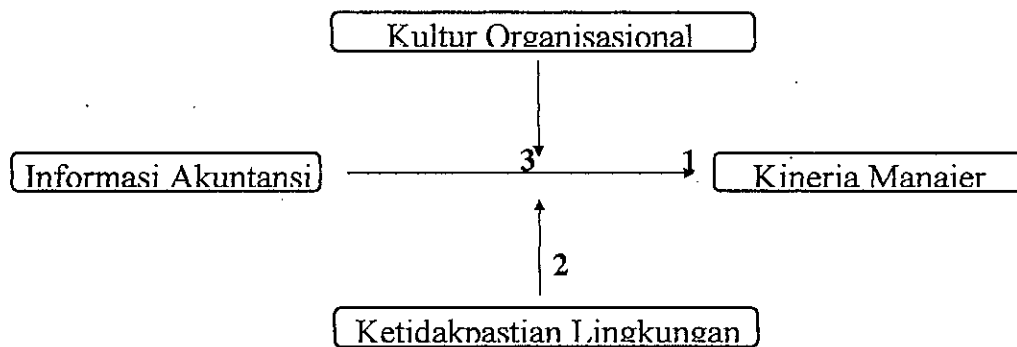 Kultur Organisasional
3 1
Informasi Akuntansi
Kinerja Manajer
2
Ketidakpastian Lingkungan